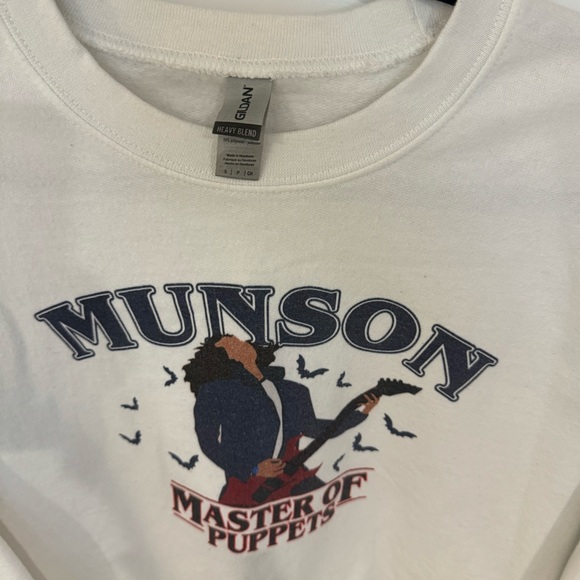 GILDAN
HEAVY BLEND
MUNSON
MASTER OF
PUPPETS